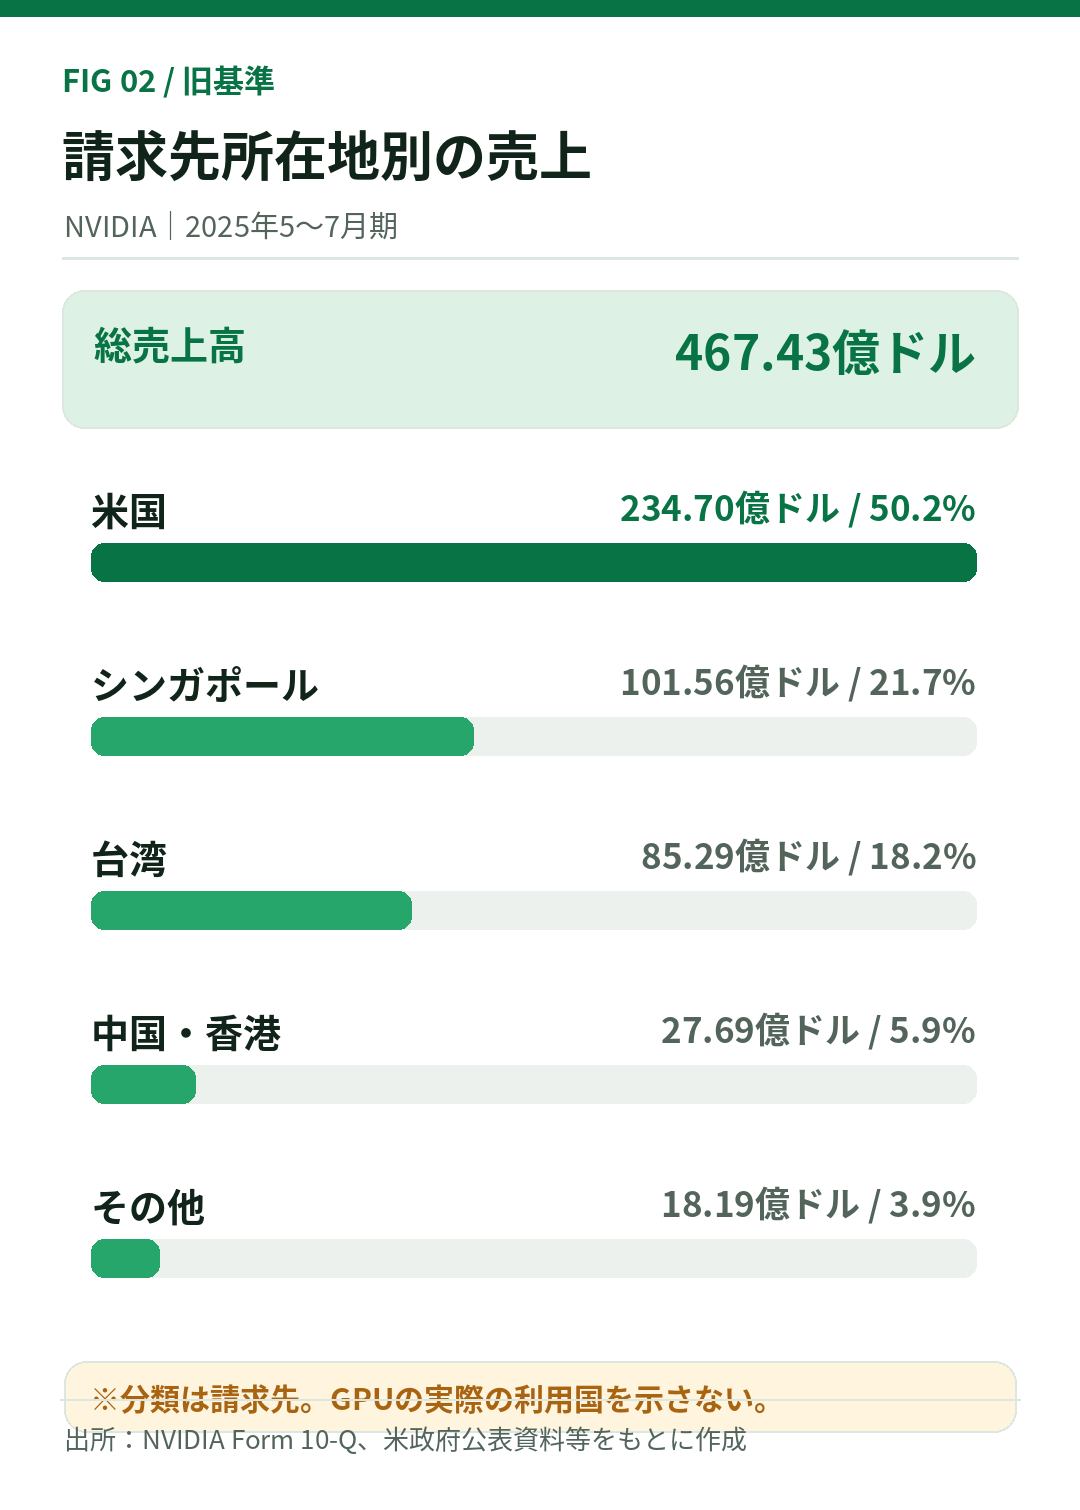 FIG 02 / 旧基準
請求先所在地別の売上
NVIDIA｜2025年5〜7月期
総売上高 467.43億ドル
米国 234.70億ドル / 50.2%
シンガポール 101.56億ドル / 21.7%
台湾 85.29億ドル / 18.2%
中国・香港 27.69億ドル / 5.9%
その他 18.19億ドル / 3.9%
※分類は請求先。GPUの実際の利用国を示さない。
出所：NVIDIA Form 10-Q、米政府公表資料等をもとに作成